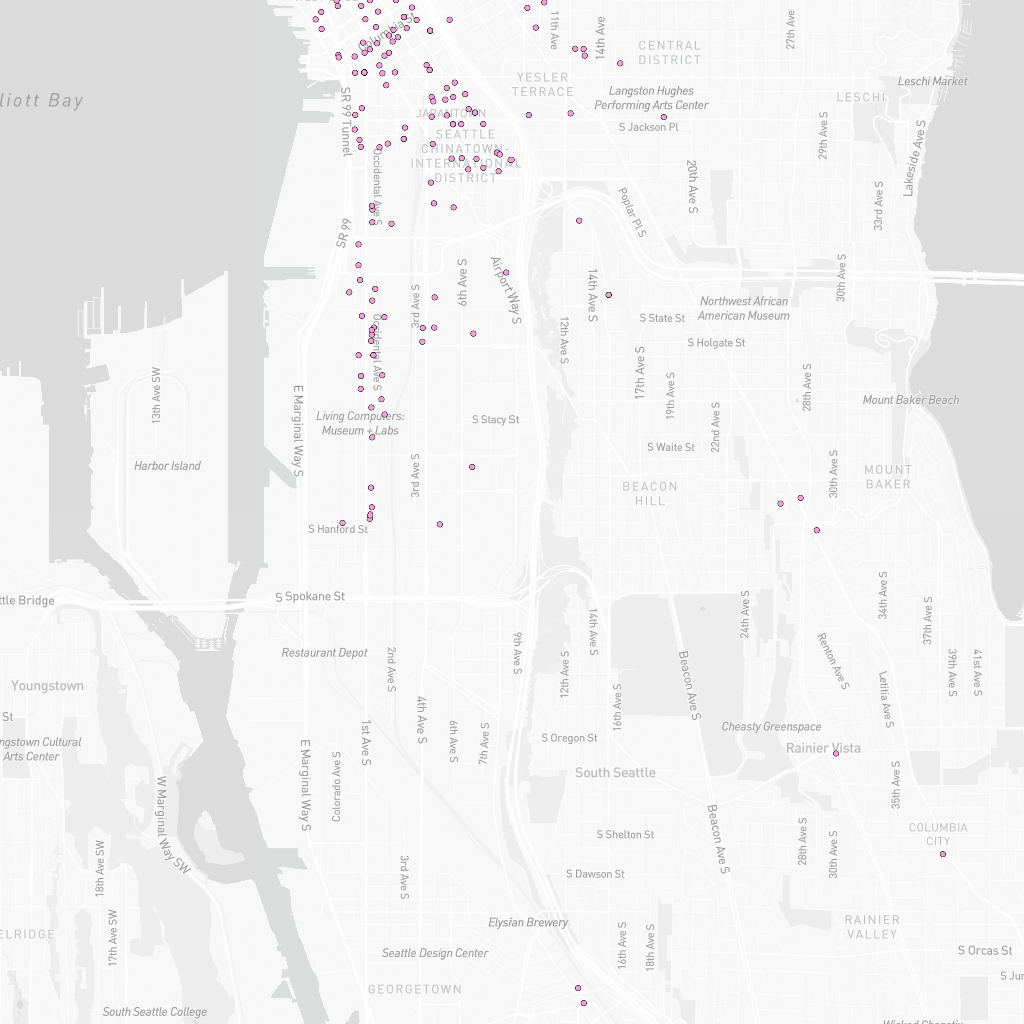 Columbia St
11th Ave
14th Ave
27th Ave
CENTRAL
DISTRICT
YESLER
TERRACE
Langston Hughes
Performing Arts Center
Leschi Market
LESCHI
lliott Bay
SR 99 Tunnel
JAPANTOWN
SEATTLE
CHINATOWN-
INTERNATIONAL
DISTRICT
S Jackson Pl
29th Ave S
Lakeside Ave S
Occidental Ave S
20th Ave S
33rd Ave S
Poplar Pl S
SR 99
6th Ave S
Airport Way S
14th Ave S
30th Ave S
3rd Ave S
Northwest African
American Museum
S State St
S Holgate St
12th Ave S
Occidental Ave S
17th Ave S
19th Ave S
28th Ave S
13th Ave SW
E Marginal Way S
Mount Baker Beach
22nd Ave S
Living Computers:
Museum + Labs
S Stacy St
S Waite St
Harbor Island
3rd Ave S
30th Ave S
MOUNT
BAKER
BEACON
HILL
S Hanford St
ttle Bridge
S Spokane St
34th Ave S
37th Ave S
24th Ave S
14th Ave S
9th Ave S
Restaurant Depot
2nd Ave S
12th Ave S
Beacon Ave S
Renton Ave S
Letitia Ave S
39th Ave S
41st Ave S
Youngstown
16th Ave S
St
4th Ave S
6th Ave S
7th Ave S
1st Ave S
Cheasty Greenspace
S Oregon St
Rainier Vista
ngstown Cultural
Arts Center
E Marginal Way S
Colorado Ave S
South Seattle
35th Ave S
W Marginal Way SW
Beacon Ave S
S Shelton St
28th Ave S
30th Ave S
COLUMBIA
CITY
18th Ave SW
3rd Ave S
S Dawson St
17th Ave SW
Elysian Brewery
16th Ave S
18th Ave S
RAINIER
VALLEY
ELRIDGE
Seattle Design Center
S Orcas St
S Jun
GEORGETOWN
South Seattle College